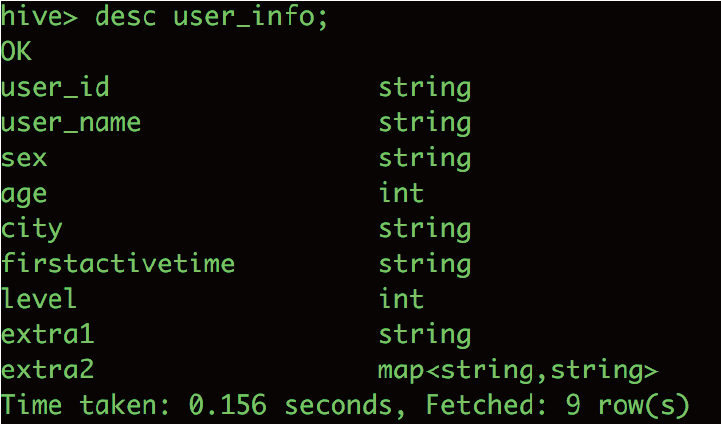 hive> desc user_info;
OK
user_id string
user_name string
sex string
age int
city string
firstactivetime string
level int
extra1 string
extra2 map<string,string>
Time taken: 0.156 seconds, Fetched: 9 row(s)